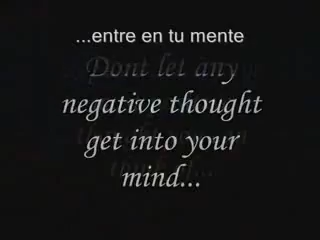 ...entre en tu mente
Dont let any
negative thought
get into your
mind...